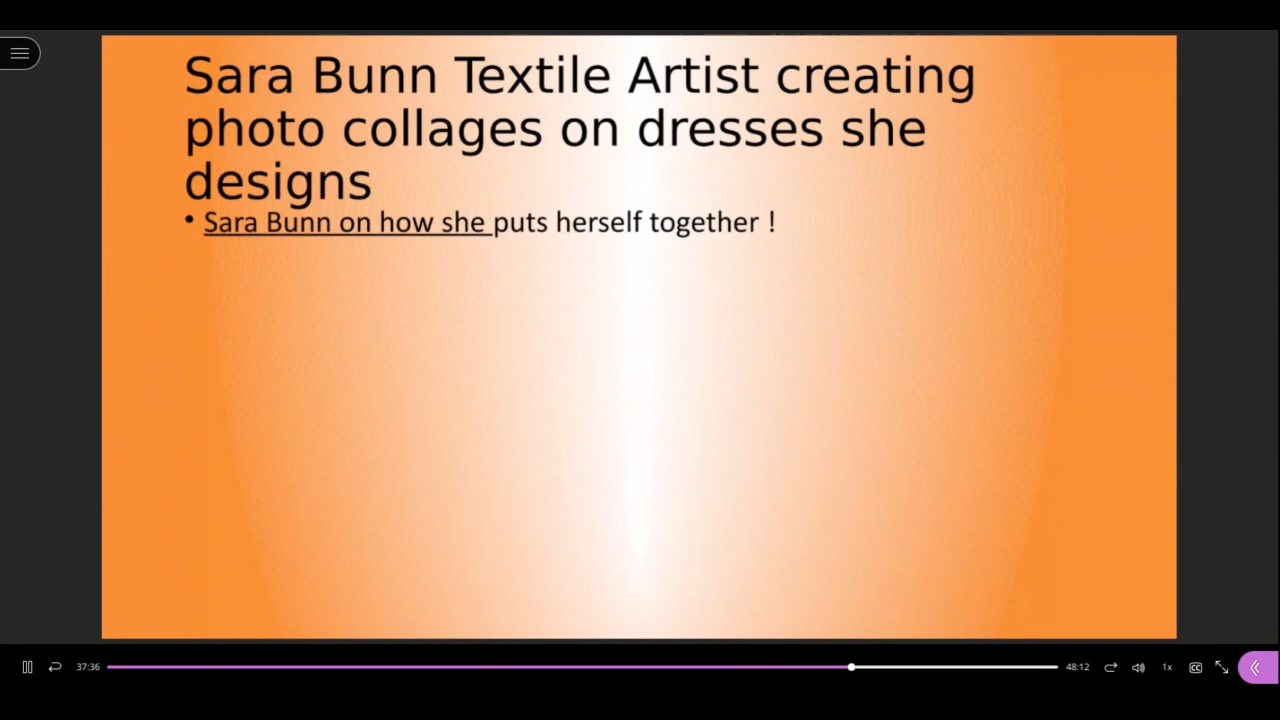 Sara Bunn Textile Artist creating
photo collages on dresses she
designs
• Sara Bunn on how she puts herself together !
37:36
48:12
1x
CC